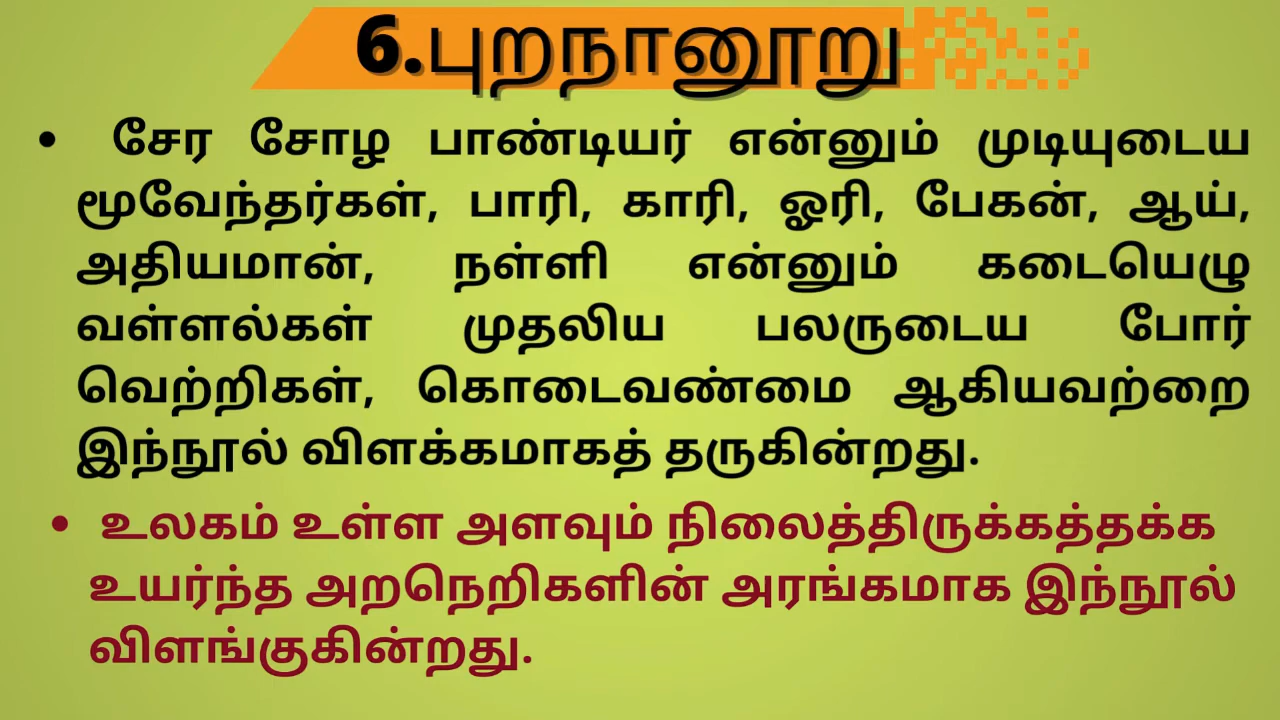 6.புறநானூறு
• சேர சோழ பாண்டியர் என்னும் முடியுடைய
மூவேந்தர்கள், பாரி, காரி, ஓரி, பேகன், ஆய்,
அதியமான், நள்ளி என்னும் கடையெழு
வள்ளல்கள் முதலிய பலருடைய போர்
வெற்றிகள், கொடைவண்மை ஆகியவற்றை
இந்நூல் விளக்கமாகத் தருகின்றது.
• உலகம் உள்ள அளவும் நிலைத்திருக்கத்தக்க
உயர்ந்த அறநெறிகளின் அரங்கமாக இந்நூல்
விளங்குகின்றது.